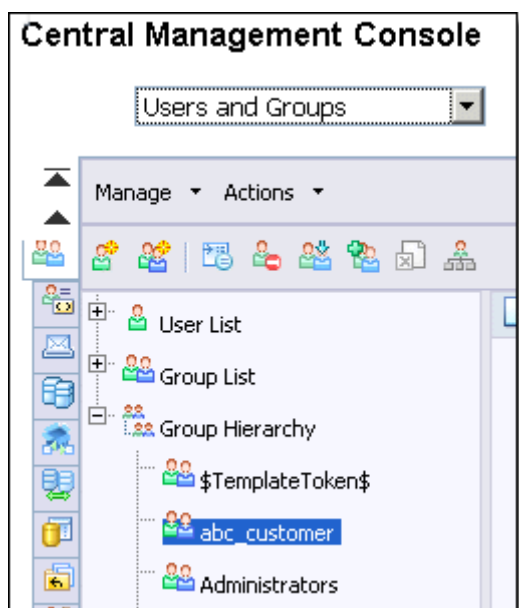 Central Management Console
Users and Groups
Manage Actions
User List
Group List
Group Hierarchy
$TemplateToken$
abc_customer
Administrators